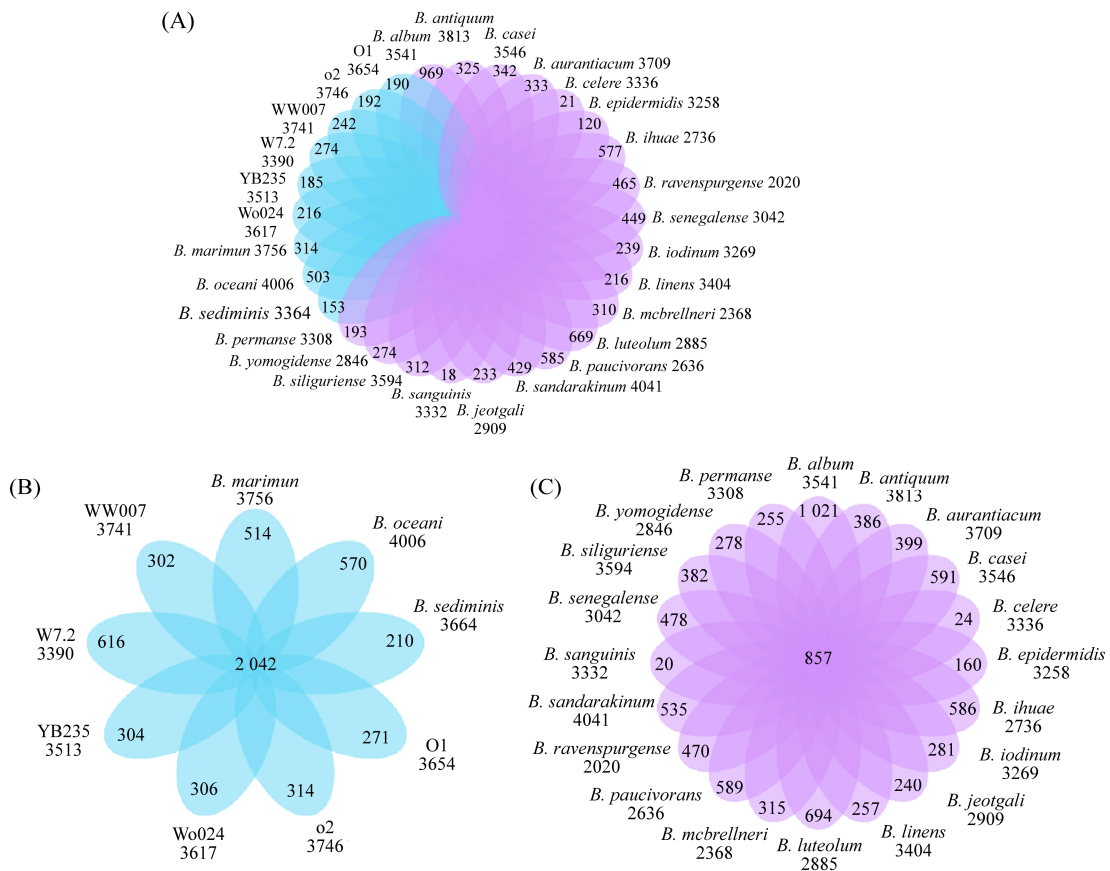 (A)
B. antiquum
3813
B. album
3541
B. casei
3546
O1
3654
B. aurantiacum 3709
o2
3746
B. celere 3336
WW007
3741
B. epidermidis 3258
W7.2
3390
B. ihuae 2736
YB235
3513
B. ravenspurgense 2020
Wo024
3617
B. senegalense 3042
B. marimun 3756
B. iodinum 3269
B. oceani 4006
B. linens 3404
B. sediminis 3364
B. mcbrellneri 2368
B. permanse 3308
B. luteolum 2885
B. yomogidense 2846
B. paucivorans 2636
B. siliguriense 3594
B. sandarakinum 4041
B. sanguinis
3332
B. jeotgali
2909
969
325
342
333
21
120
577
465
449
239
216
310
669
585
429
233
18
312
274
193
153
503
314
216
185
274
242
192
190
(B)
B. marimun
3756
514
B. oceani
4006
570
B. sediminis
3664
210
O1
3654
271
o2
3746
314
Wo024
3617
306
YB235
3513
304
W7.2
3390
616
WW007
3741
302
2 042
(C)
B. album
3541
1 021
B. antiquum
3813
386
B. aurantiacum
3709
399
B. casei
3546
591
B. celere
3336
24
B. epidermidis
3258
160
B. ihuae
2736
586
B. iodinum
3269
281
B. jeotgali
2909
240
B. linens
3404
257
B. luteolum
2885
694
B. mcbrellneri
2368
315
B. paucivorans
2636
589
B. ravenspurgense
2020
470
B. sandarakinum
4041
535
B. sanguinis
3332
20
B. senegalense
3042
478
B. siliguriense
3594
382
B. yomogidense
2846
278
B. permanse
3308
255
857